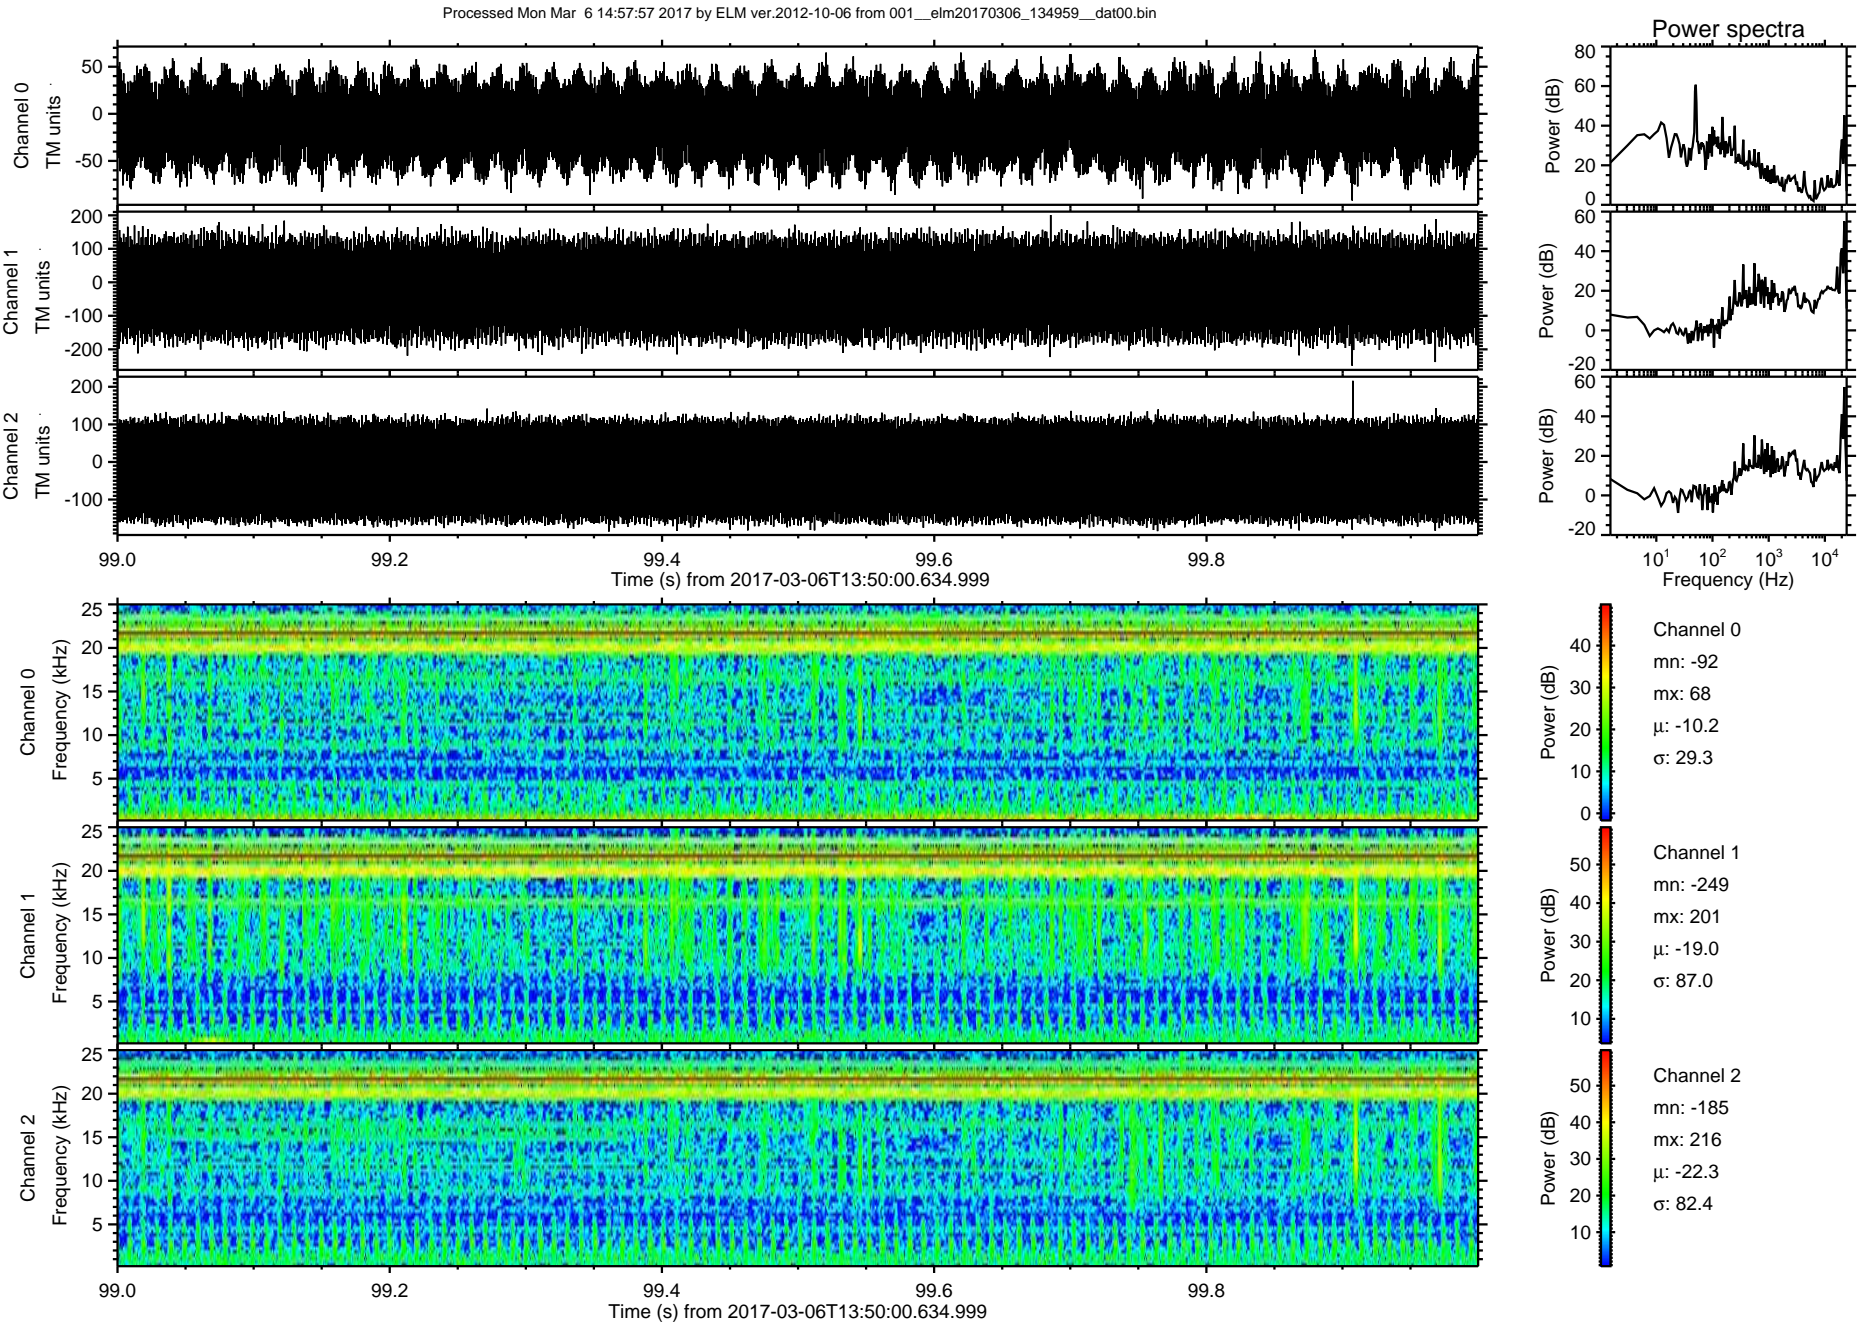 Processed Mon Mar  6 14:57:57 2017 by ELM ver.2012-10-06 from 001__elm20170306_134959__dat00.bin
Power spectra
Channel 0
TM units
50
0
-50
Power (dB)
80
60
40
20
0
Channel 1
TM units
200
100
0
-100
-200
Power (dB)
60
40
20
0
-20
Channel 2
TM units
200
100
0
-100
Power (dB)
60
40
20
0
-20
99.0 99.2 99.4 99.6 99.8
Time (s) from 2017-03-06T13:50:00.634.999
10^1 10^2 10^3 10^4
Frequency (Hz)
Channel 0
Frequency (kHz)
25
20
15
10
5
Power (dB)
40
30
20
10
0
Channel 0
mn: -92
mx: 68
μ: -10.2
σ: 29.3
Channel 1
Frequency (kHz)
25
20
15
10
5
Power (dB)
50
40
30
20
10
Channel 1
mn: -249
mx: 201
μ: -19.0
σ: 87.0
Channel 2
Frequency (kHz)
25
20
15
10
5
Power (dB)
50
40
30
20
10
Channel 2
mn: -185
mx: 216
μ: -22.3
σ: 82.4
99.0 99.2 99.4 99.6 99.8
Time (s) from 2017-03-06T13:50:00.634.999